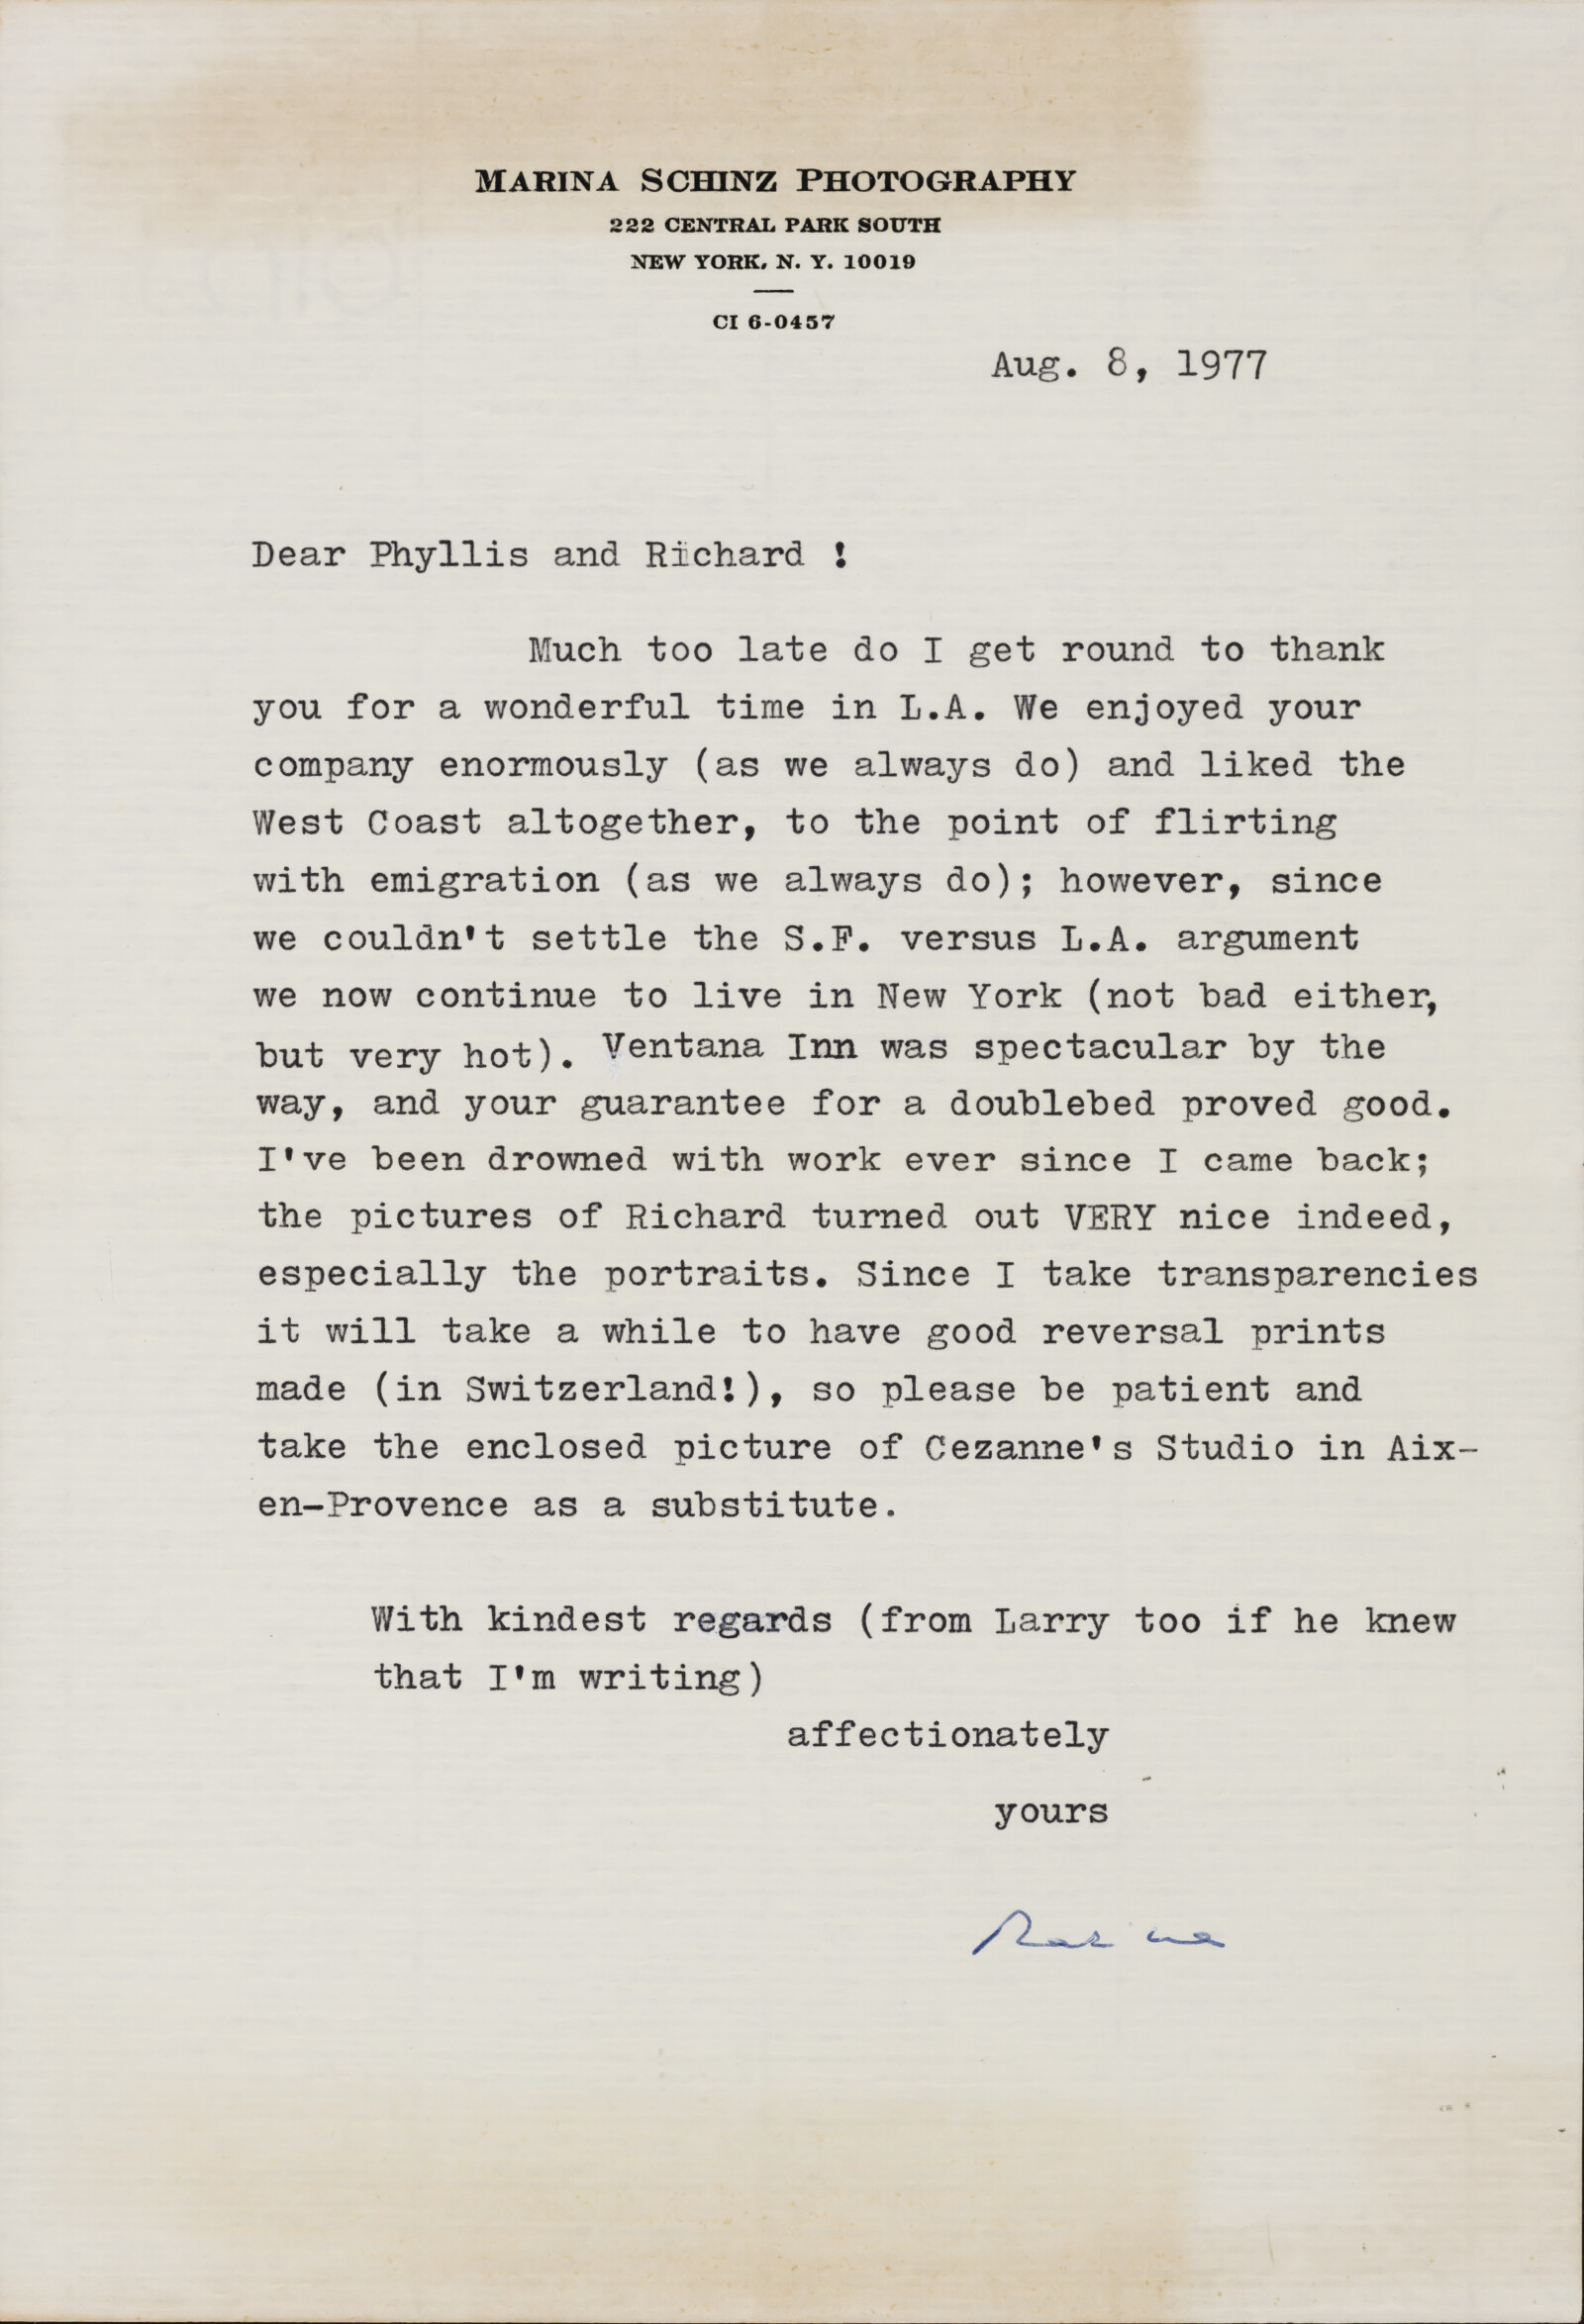 MARINA SCHINZ PHOTOGRAPHY
222 CENTRAL PARK SOUTH
NEW YORK, N. Y. 10019
CI 6-0457
Aug. 8, 1977
Dear Phyllis and Richard !
Much too late do I get round to thank
you for a wonderful time in L.A. We enjoyed your
company enormously (as we always do) and liked the
West Coast altogether, to the point of flirting
with emigration (as we always do); however, since
we couldn't settle the S.F. versus L.A. argument
we now continue to live in New York (not bad either,
but very hot). Ventana Inn was spectacular by the
way, and your guarantee for a doublebed proved good.
I've been drowned with work ever since I came back;
the pictures of Richard turned out VERY nice indeed,
especially the portraits. Since I take transparencies
it will take a while to have good reversal prints
made (in Switzerland!), so please be patient and
take the enclosed picture of Cezanne's Studio in Aix-
en-Provence as a substitute.
With kindest regards (from Larry too if he knew
that I'm writing)
affectionately
yours
Marina